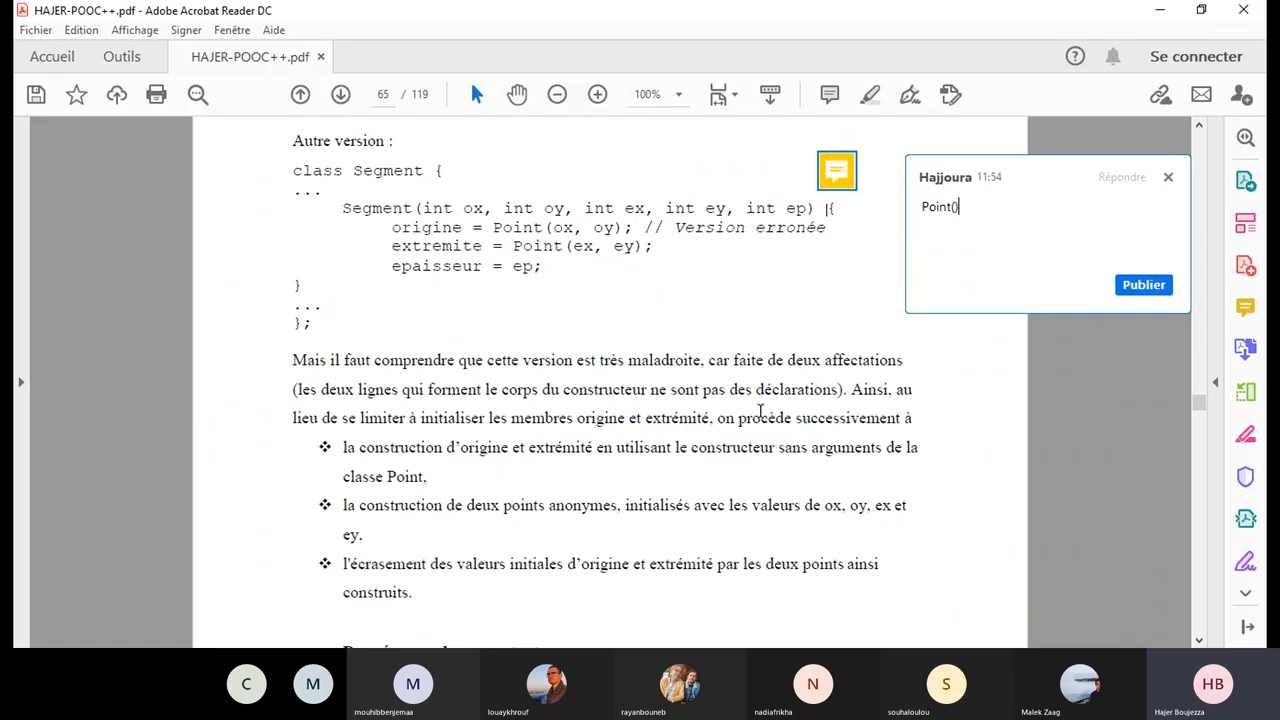 HAJER-POOC++.pdf - Adobe Acrobat Reader DC
Fichier Edition Affichage Signer Fenêtre Aide
Accueil Outils HAJER-POOC++.pdf × Se connecter
65 / 119 100%
Autre version :
class Segment {
...
Segment(int ox, int oy, int ex, int ey, int ep) {
origine = Point(ox, oy); // Version erronée
extremite = Point(ex, ey);
epaisseur = ep;
}
...
};
Hajjoura 11:54 Répondre
Point()
Publier
Mais il faut comprendre que cette version est très maladroite, car faite de deux affectations
(les deux lignes qui forment le corps du constructeur ne sont pas des déclarations). Ainsi, au
lieu de se limiter à initialiser les membres origine et extrémité, on procède successivement à
❖ la construction d'origine et extrémité en utilisant le constructeur sans arguments de la
classe Point,
❖ la construction de deux points anonymes, initialisés avec les valeurs de ox, oy, ex et
ey,
❖ l'écrasement des valeurs initiales d'origine et extrémité par les deux points ainsi
construits.
C M M N S HB
mouhibbenjemaa louaykhrouf rayanbouneb nadiafrikha souhaloulou Malek Zaag Hajer Boujezza